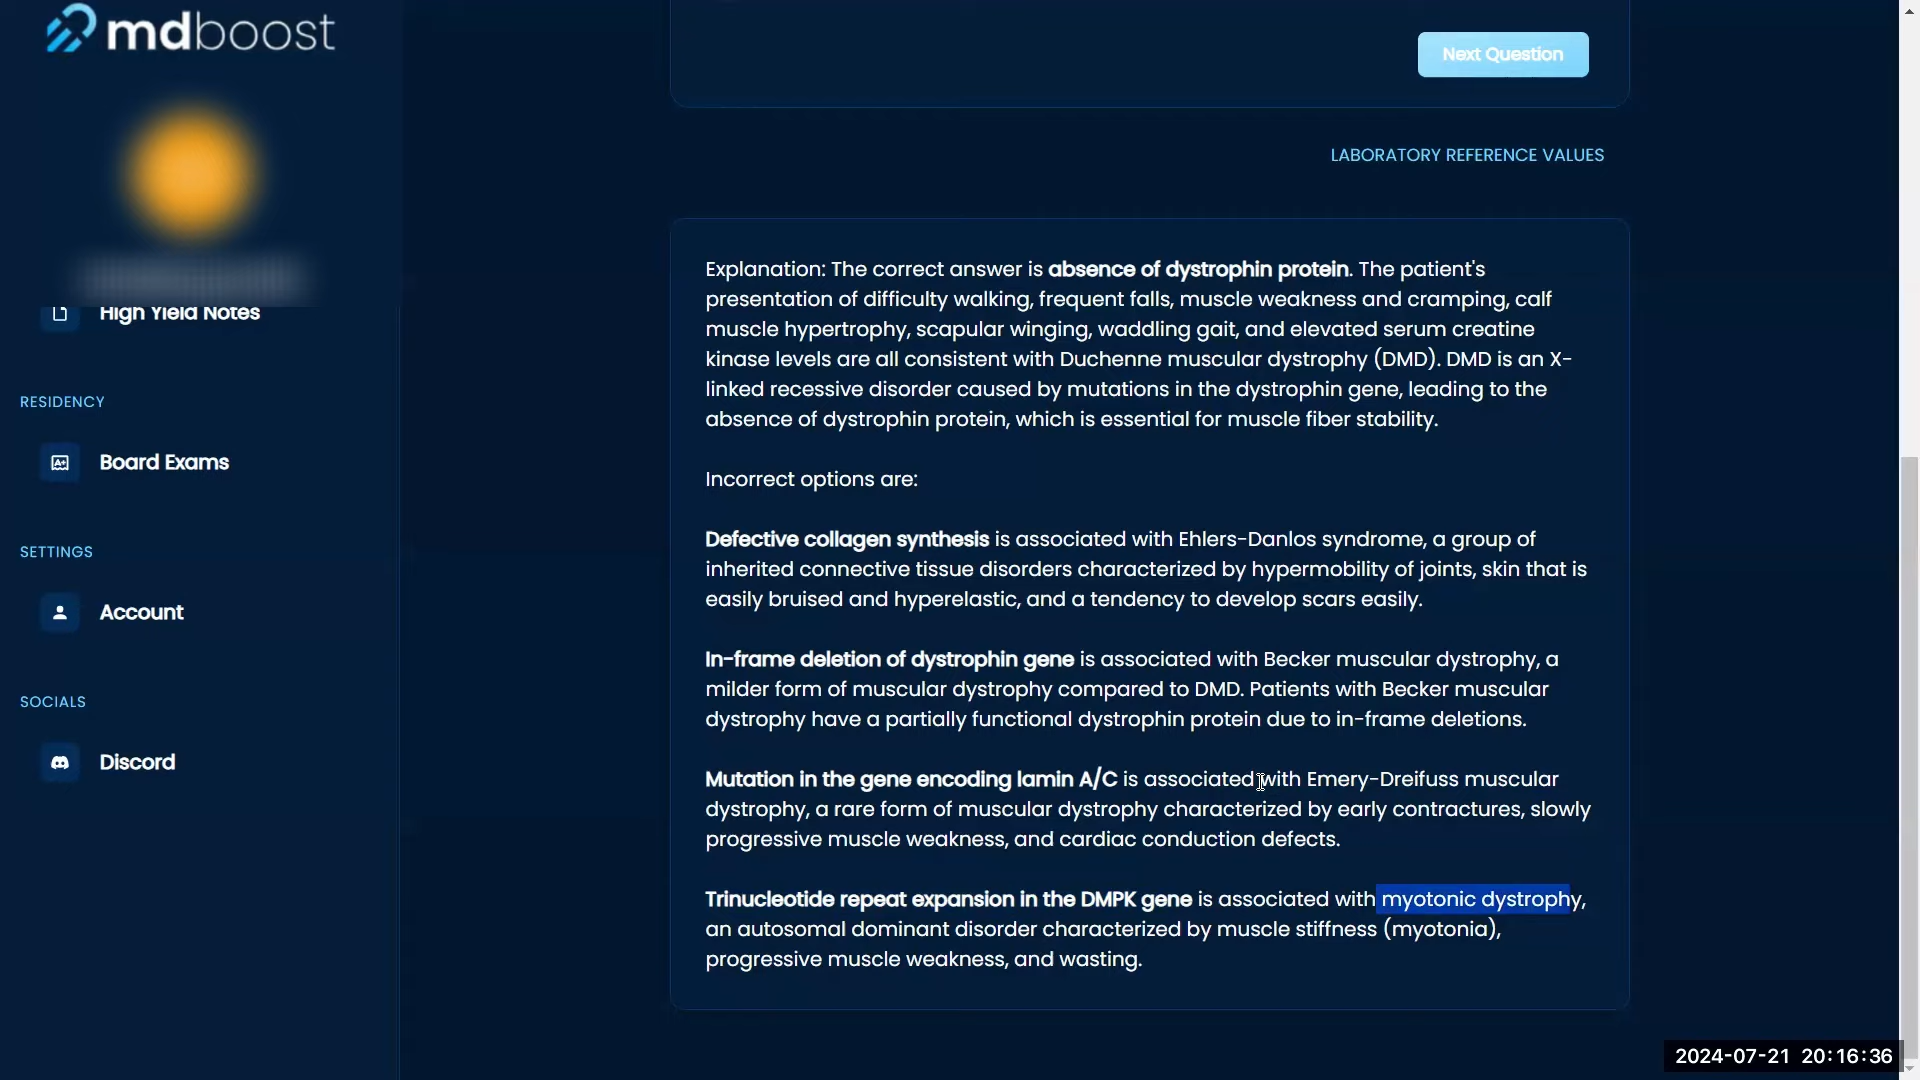 mdboost
High Yield Notes
RESIDENCY
Board Exams
SETTINGS
Account
SOCIALS
Discord
Next Question
LABORATORY REFERENCE VALUES
Explanation: The correct answer is absence of dystrophin protein. The patient's
presentation of difficulty walking, frequent falls, muscle weakness and cramping, calf
muscle hypertrophy, scapular winging, waddling gait, and elevated serum creatine
kinase levels are all consistent with Duchenne muscular dystrophy (DMD). DMD is an X-
linked recessive disorder caused by mutations in the dystrophin gene, leading to the
absence of dystrophin protein, which is essential for muscle fiber stability.
Incorrect options are:
Defective collagen synthesis is associated with Ehlers-Danlos syndrome, a group of
inherited connective tissue disorders characterized by hypermobility of joints, skin that is
easily bruised and hyperelastic, and a tendency to develop scars easily.
In-frame deletion of dystrophin gene is associated with Becker muscular dystrophy, a
milder form of muscular dystrophy compared to DMD. Patients with Becker muscular
dystrophy have a partially functional dystrophin protein due to in-frame deletions.
Mutation in the gene encoding lamin A/C is associated with Emery-Dreifuss muscular
dystrophy, a rare form of muscular dystrophy characterized by early contractures, slowly
progressive muscle weakness, and cardiac conduction defects.
Trinucleotide repeat expansion in the DMPK gene is associated with myotonic dystrophy,
an autosomal dominant disorder characterized by muscle stiffness (myotonia),
progressive muscle weakness, and wasting.
2024-07-21 20:16:36